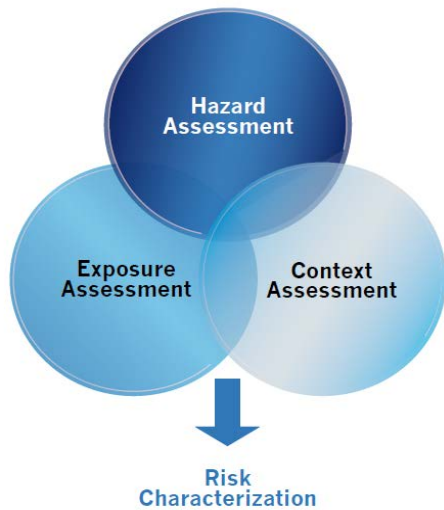 Hazard
Assessment
Exposure
Assessment
Context
Assessment
Risk
Characterization